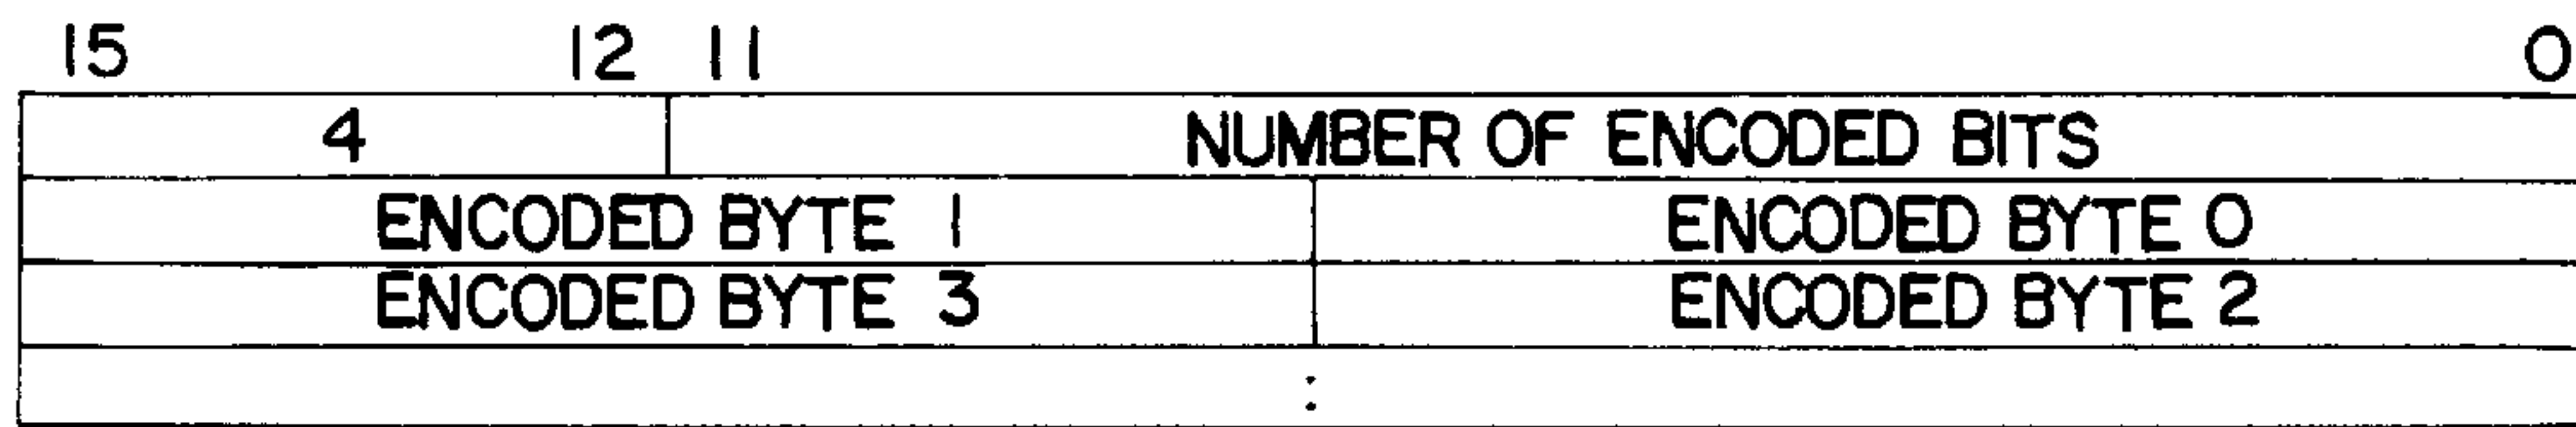 15 12 11 0
4 NUMBER OF ENCODED BITS
ENCODED BYTE 1 ENCODED BYTE 0
ENCODED BYTE 3 ENCODED BYTE 2
: